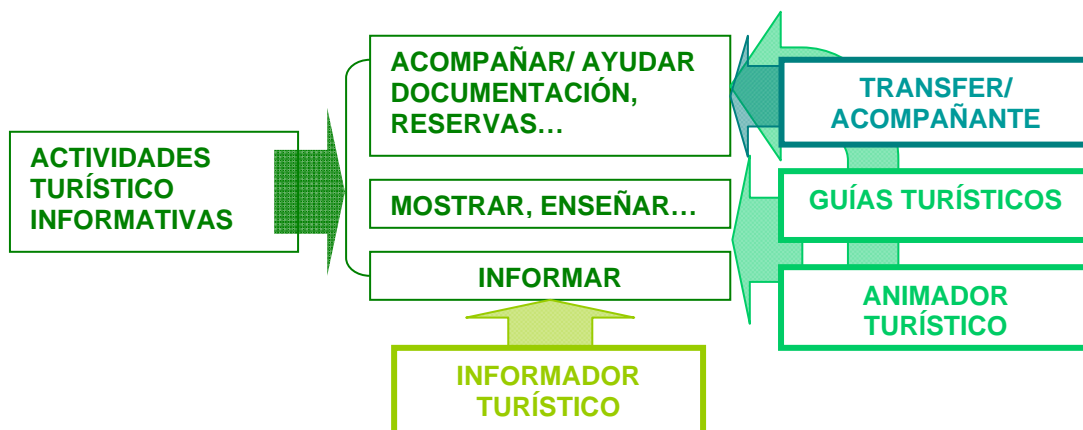 ACTIVIDADES
TURÍSTICO
INFORMATIVAS
ACOMPAÑAR/ AYUDAR
DOCUMENTACIÓN,
RESERVAS…
MOSTRAR, ENSEÑAR…
INFORMAR
TRANSFER/
ACOMPAÑANTE
GUÍAS TURÍSTICOS
ANIMADOR
TURÍSTICO
INFORMADOR
TURÍSTICO